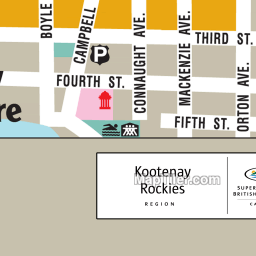 BOYLE
CAMPBELL
CONNAUGHT AVE.
MACKENZIE AVE.
ORTON AVE.
THIRD ST.
P
FOURTH ST.
FIFTH ST.
re
Kootenay
Rockies
REGION
MapTier.com
SUPER
BRITISH